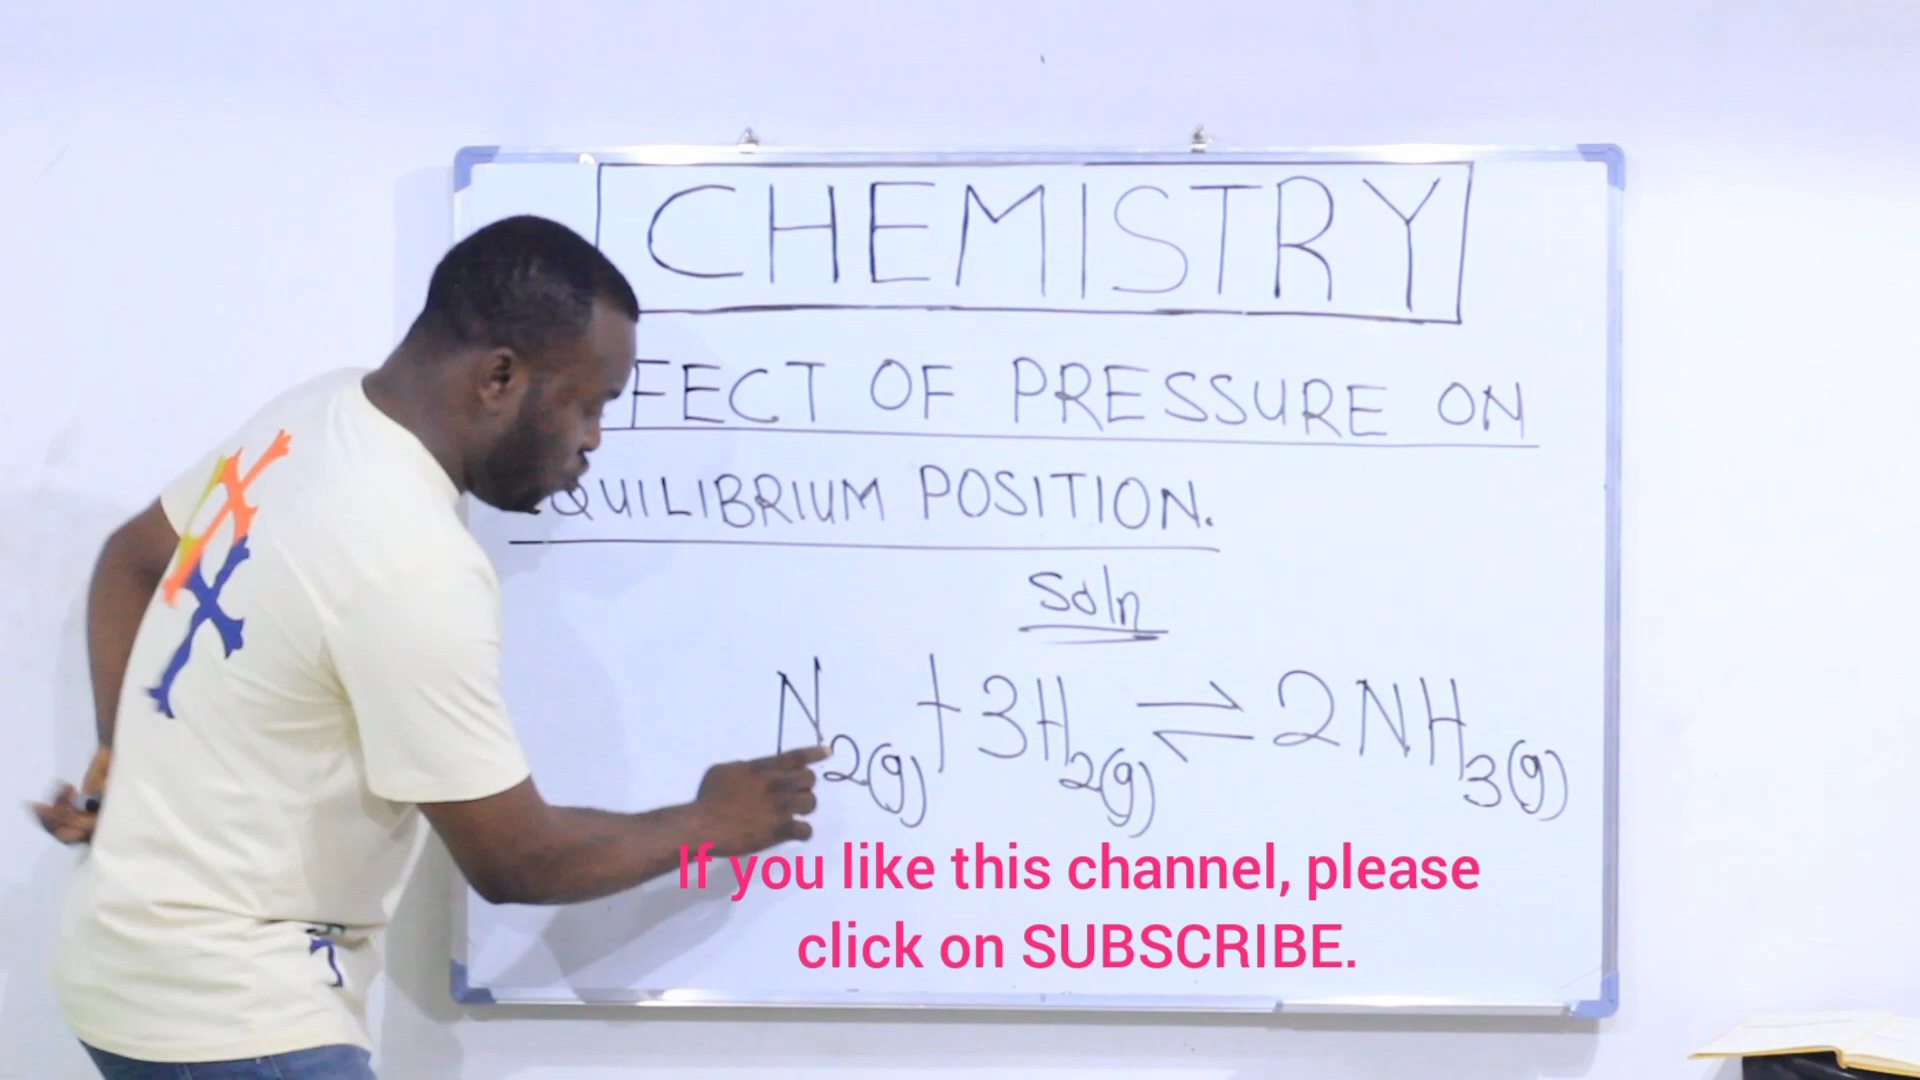 CHEMISTRY
FECT OF PRESSURE ON
QUILIBRIUM POSITION.
Soln
N2(g) + 3H2(g) ⇌ 2NH3(g)
If you like this channel, please
click on SUBSCRIBE.